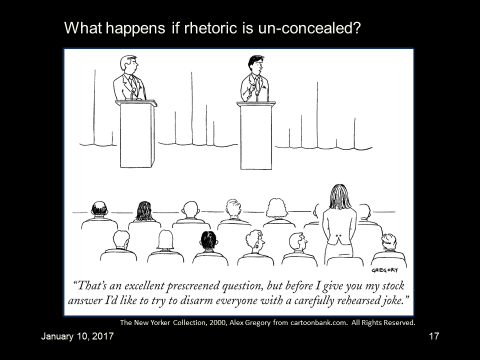 What happens if rhetoric is un-concealed?
GREGORY
“That’s an excellent prescreened question, but before I give you my stock
answer I’d like to try to disarm everyone with a carefully rehearsed joke.”
The New Yorker Collection, 2000, Alex Gregory from cartoonbank.com. All Rights Reserved.
January 10, 2017
17